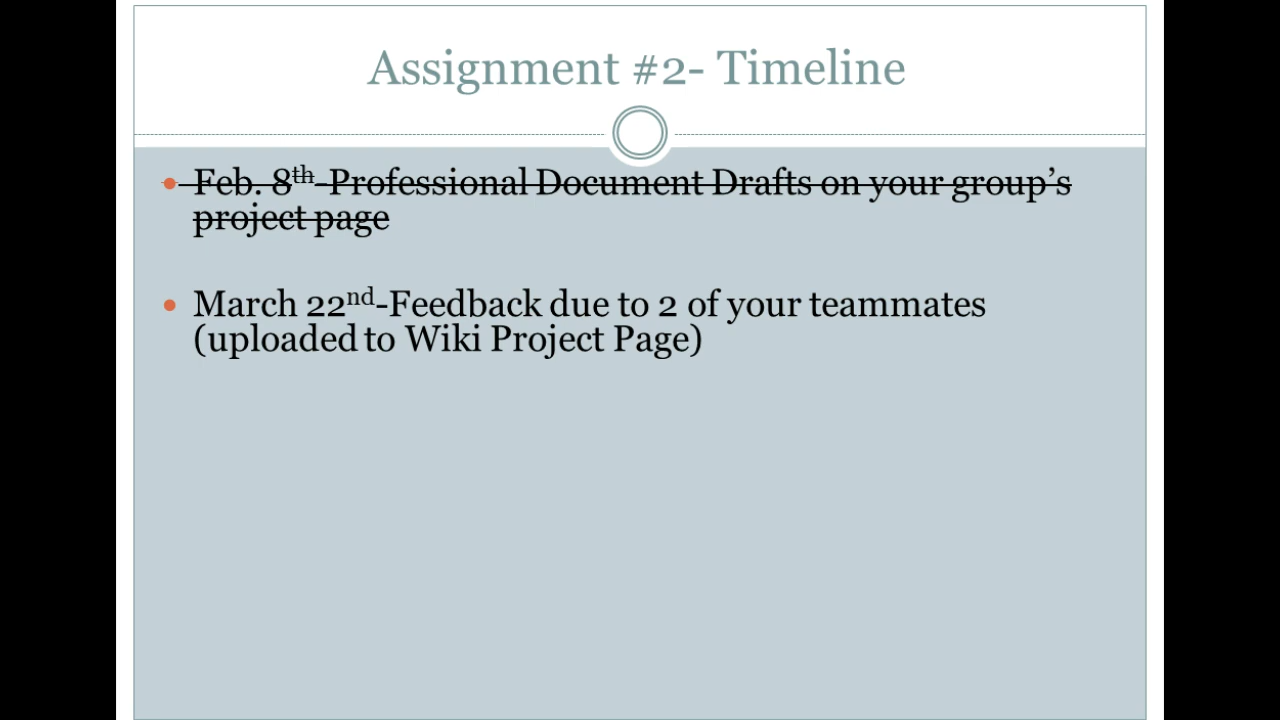 Assignment #2- Timeline
• Feb. 8th-Professional Document Drafts on your group’s
project page
• March 22nd-Feedback due to 2 of your teammates
(uploaded to Wiki Project Page)